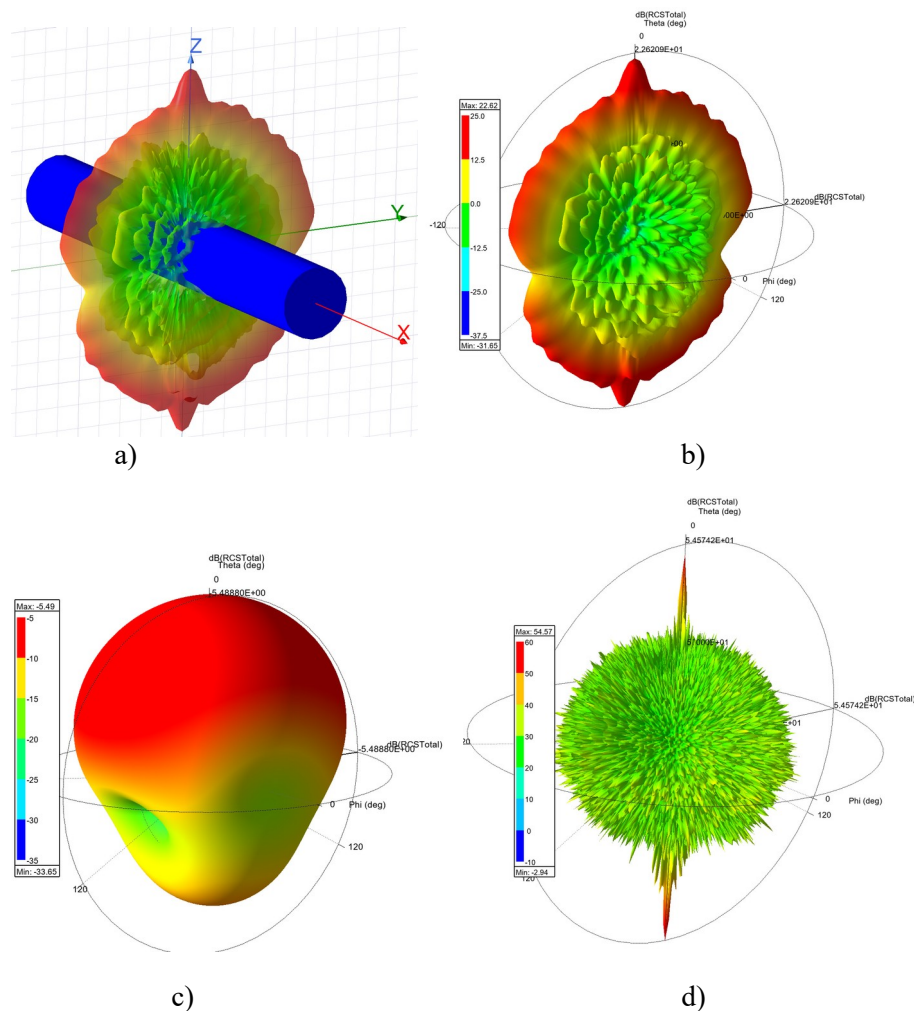 Z
Y
X
a)
dB(RCSTotal)
Theta (deg)
0
2.26209E+01
Max: 22.62
25.0
12.5
0.0
-12.5
-25.0
-37.5
Min: -31.65
dB(RCSTotal)
2.26209E+01
-120
0
Phi (deg)
120
b)
dB(RCSTotal)
Theta (deg)
0
-5.48880E+00
Max: -5.49
-5
-10
-15
-20
-25
-30
-35
Min: -33.65
dB(RCSTotal)
-5.48880E+00
0
Phi (deg)
120
120
c)
dB(RCSTotal)
Theta (deg)
0
5.45742E+01
Max: 54.57
60
50
40
30
20
10
0
-10
Min: -2.94
dB(RCSTotal)
5.45742E+01
0
Phi (deg)
120
120
d)